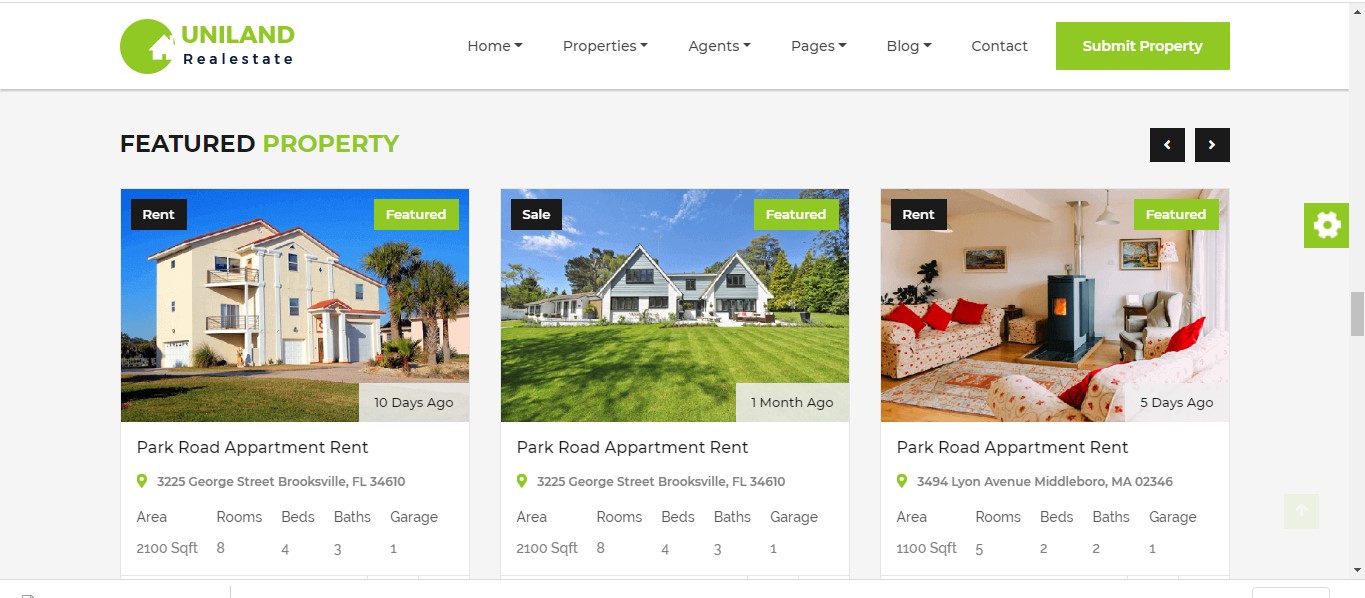 UNILAND
Realestate
Home
Properties
Agents
Pages
Blog
Contact
Submit Property
FEATURED PROPERTY
Rent
Featured
10 Days Ago
Park Road Appartment Rent
3225 George Street Brooksville, FL 34610
Area Rooms Beds Baths Garage
2100 Sqft 8 4 3 1
Sale
Featured
1 Month Ago
Park Road Appartment Rent
3225 George Street Brooksville, FL 34610
Area Rooms Beds Baths Garage
2100 Sqft 8 4 3 1
Rent
Featured
5 Days Ago
Park Road Appartment Rent
3494 Lyon Avenue Middleboro, MA 02346
Area Rooms Beds Baths Garage
1100 Sqft 5 2 2 1